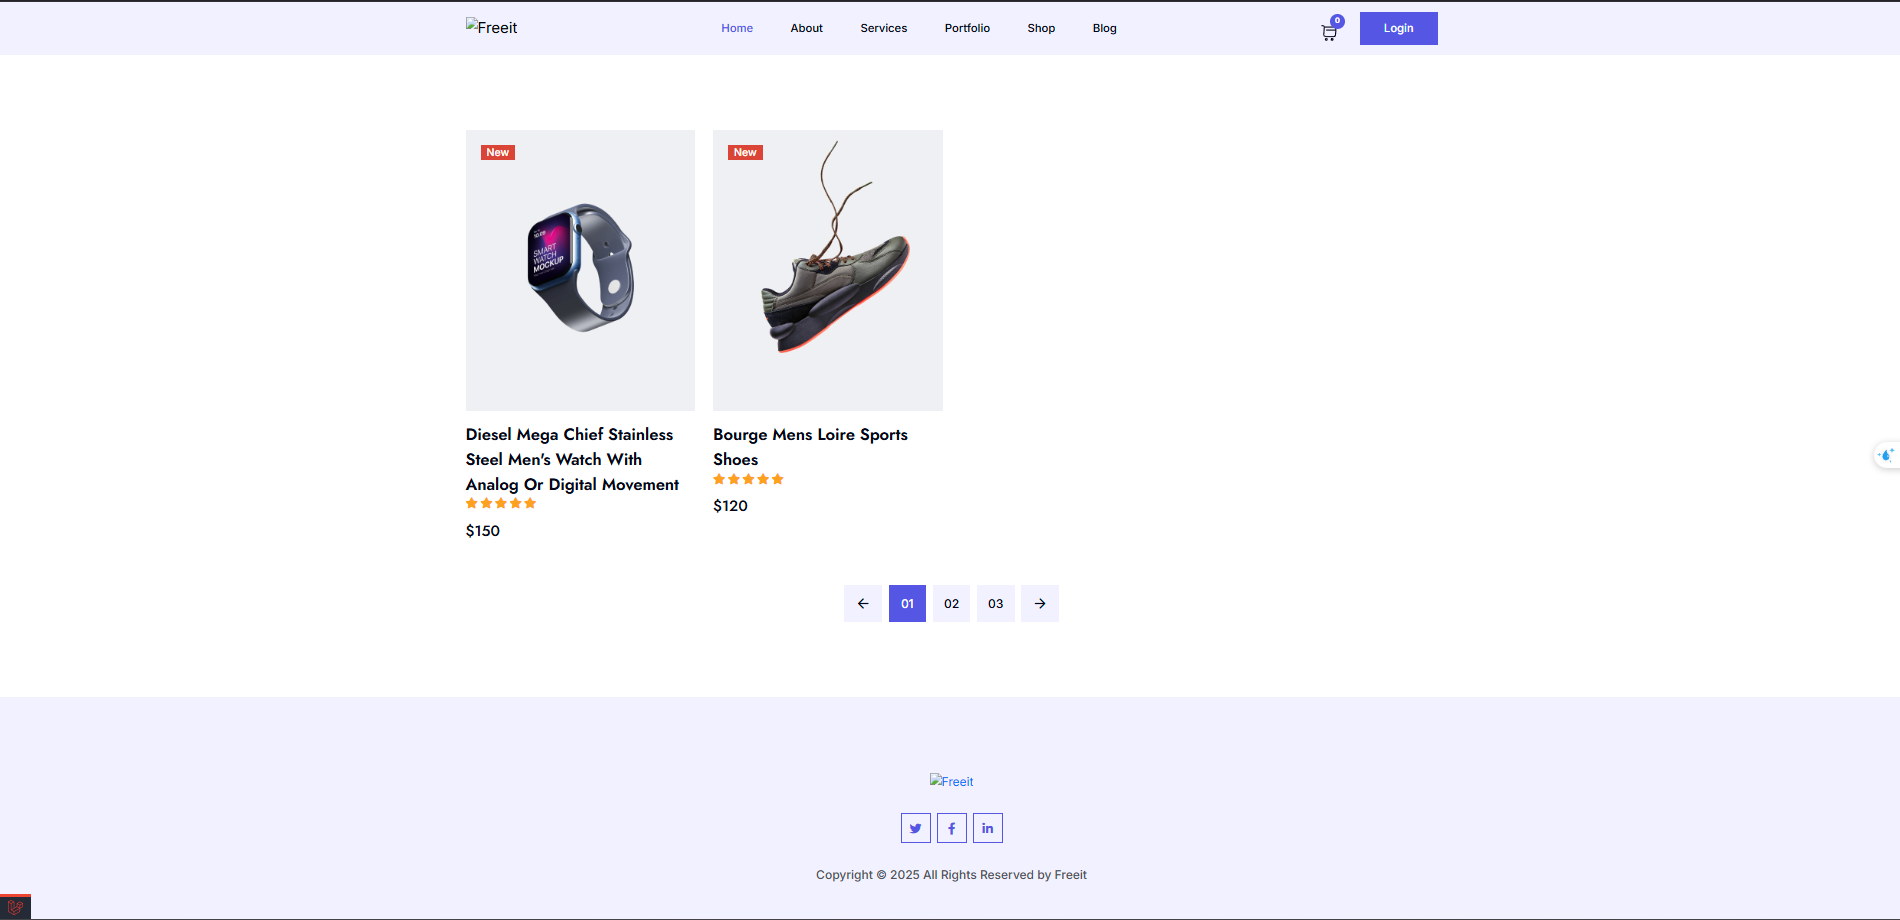 Freeit
Home
About
Services
Portfolio
Shop
Blog
0
Login
New
New
SMART
WATCH
MOCKUP
Diesel Mega Chief Stainless
Steel Men's Watch With
Analog Or Digital Movement
$150
Bourge Mens Loire Sports
Shoes
$120
01
02
03
Freeit
Copyright © 2025 All Rights Reserved by Freeit